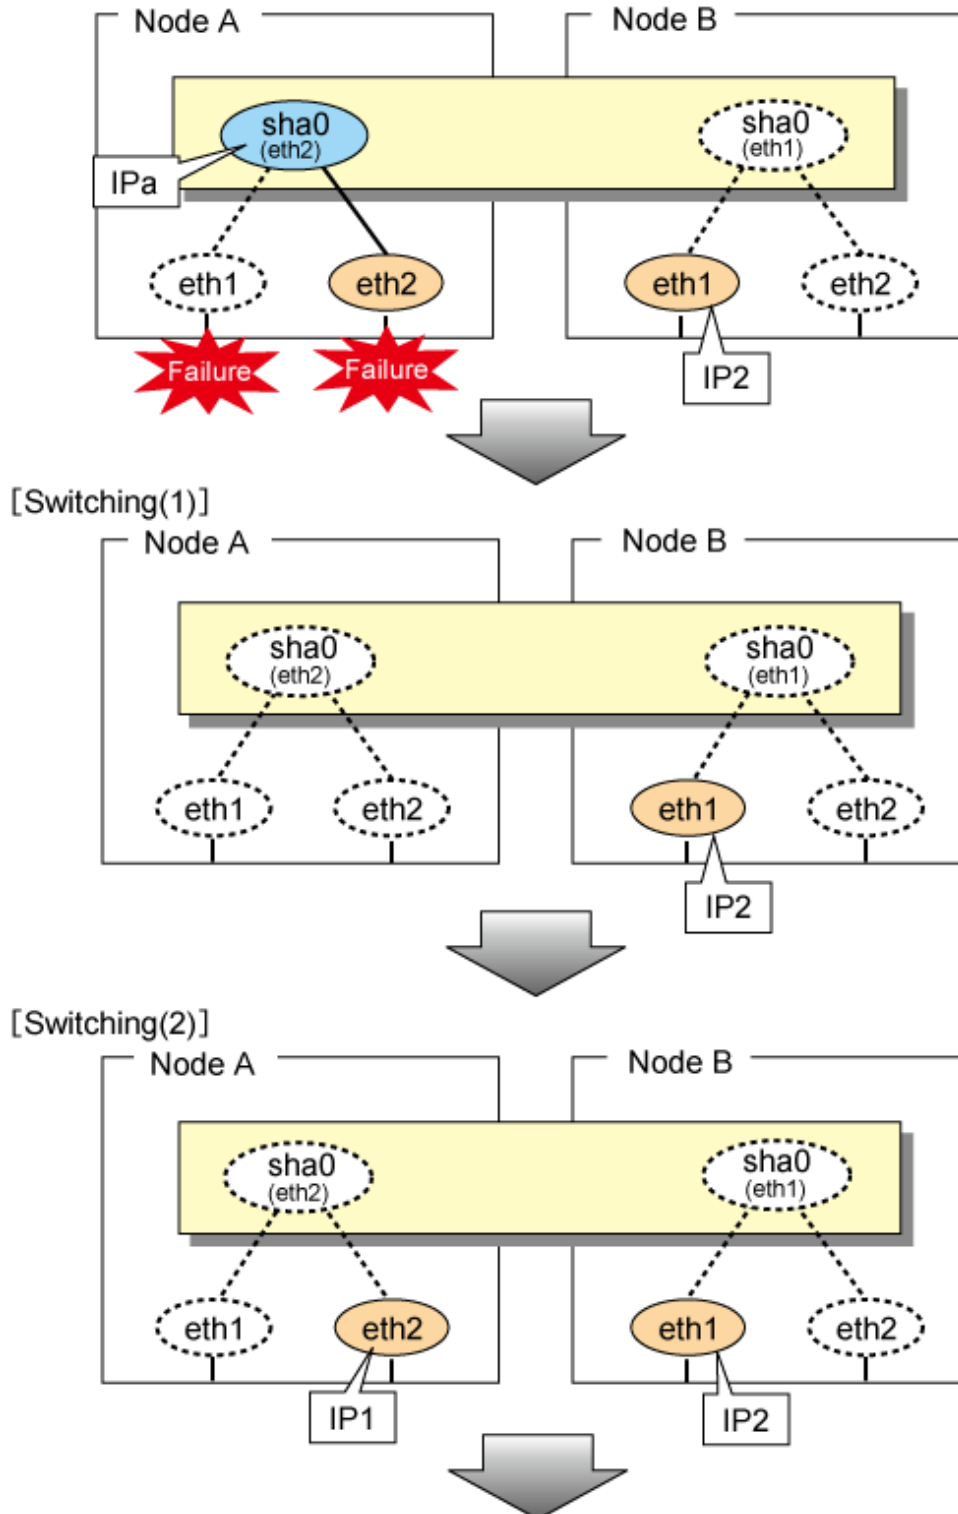 Node A
Node B
sha0
(eth2)
sha0
(eth1)
IPa
eth1
eth2
eth1
eth2
Failure
Failure
IP2
[Switching(1)]
Node A
Node B
sha0
(eth2)
sha0
(eth1)
eth1
eth2
eth1
eth2
IP2
[Switching(2)]
Node A
Node B
sha0
(eth2)
sha0
(eth1)
eth1
eth2
eth1
eth2
IP1
IP2